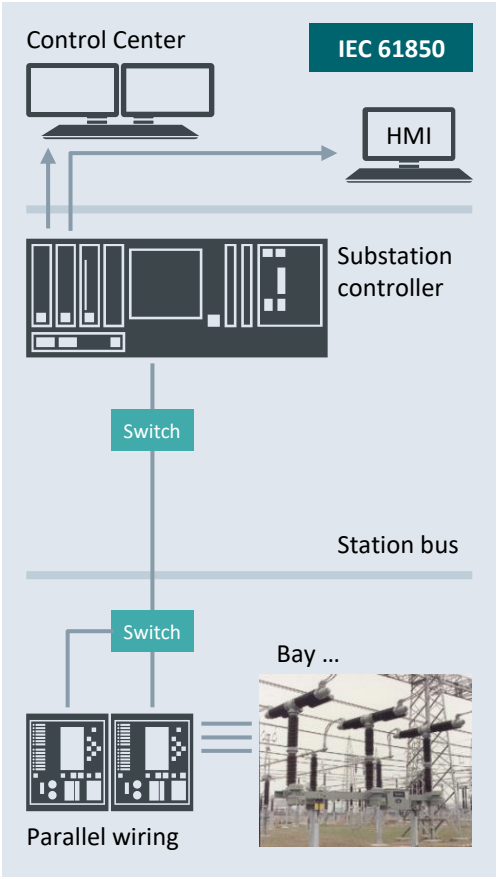 Control Center
IEC 61850
HMI
Substation
controller
Switch
Station bus
Switch
Bay ...
Parallel wiring